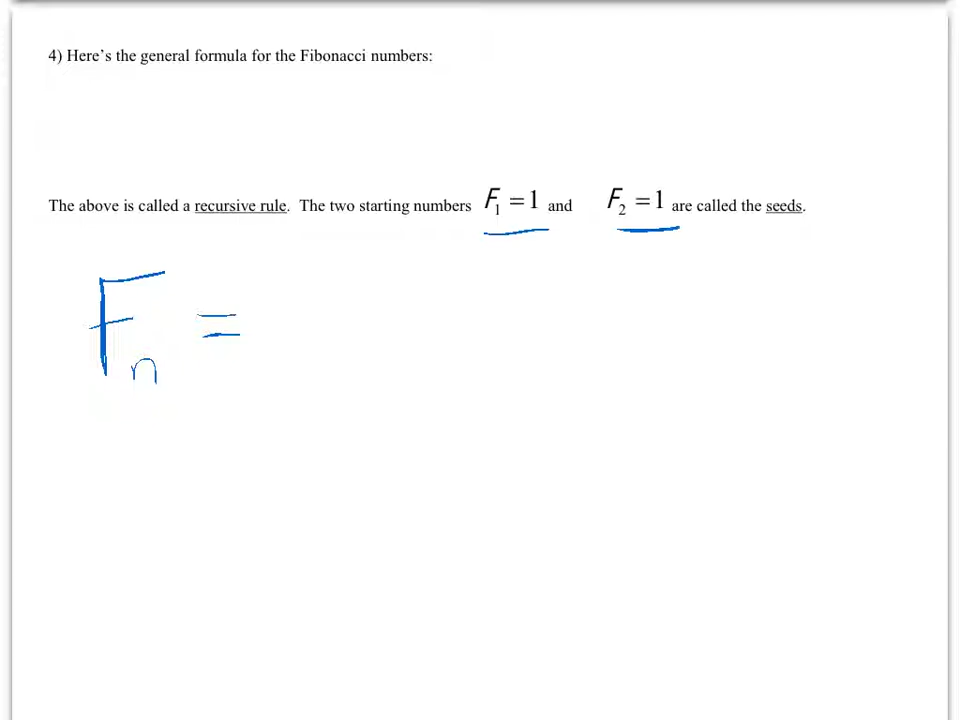 4) Here's the general formula for the Fibonacci numbers:
The above is called a recursive rule. The two starting numbers F₁ = 1 and F₂ = 1 are called the seeds.
Fₙ =